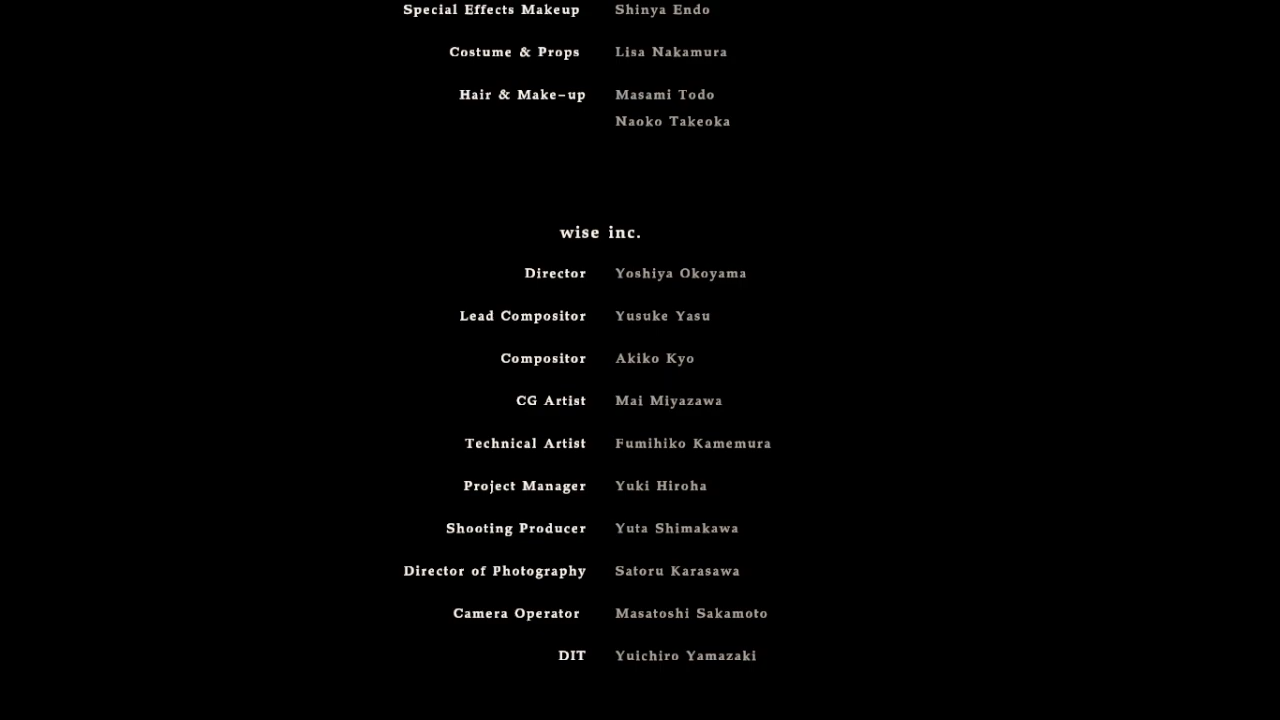 Special Effects Makeup Shinya Endo
Costume & Props Lisa Nakamura
Hair & Make-up Masami Todo
Naoko Takeoka
wise inc.
Director Yoshiya Okoyama
Lead Compositor Yusuke Yasu
Compositor Akiko Kyo
CG Artist Mai Miyazawa
Technical Artist Fumihiko Kamemura
Project Manager Yuki Hiroha
Shooting Producer Yuta Shimakawa
Director of Photography Satoru Karasawa
Camera Operator Masatoshi Sakamoto
DIT Yuichiro Yamazaki